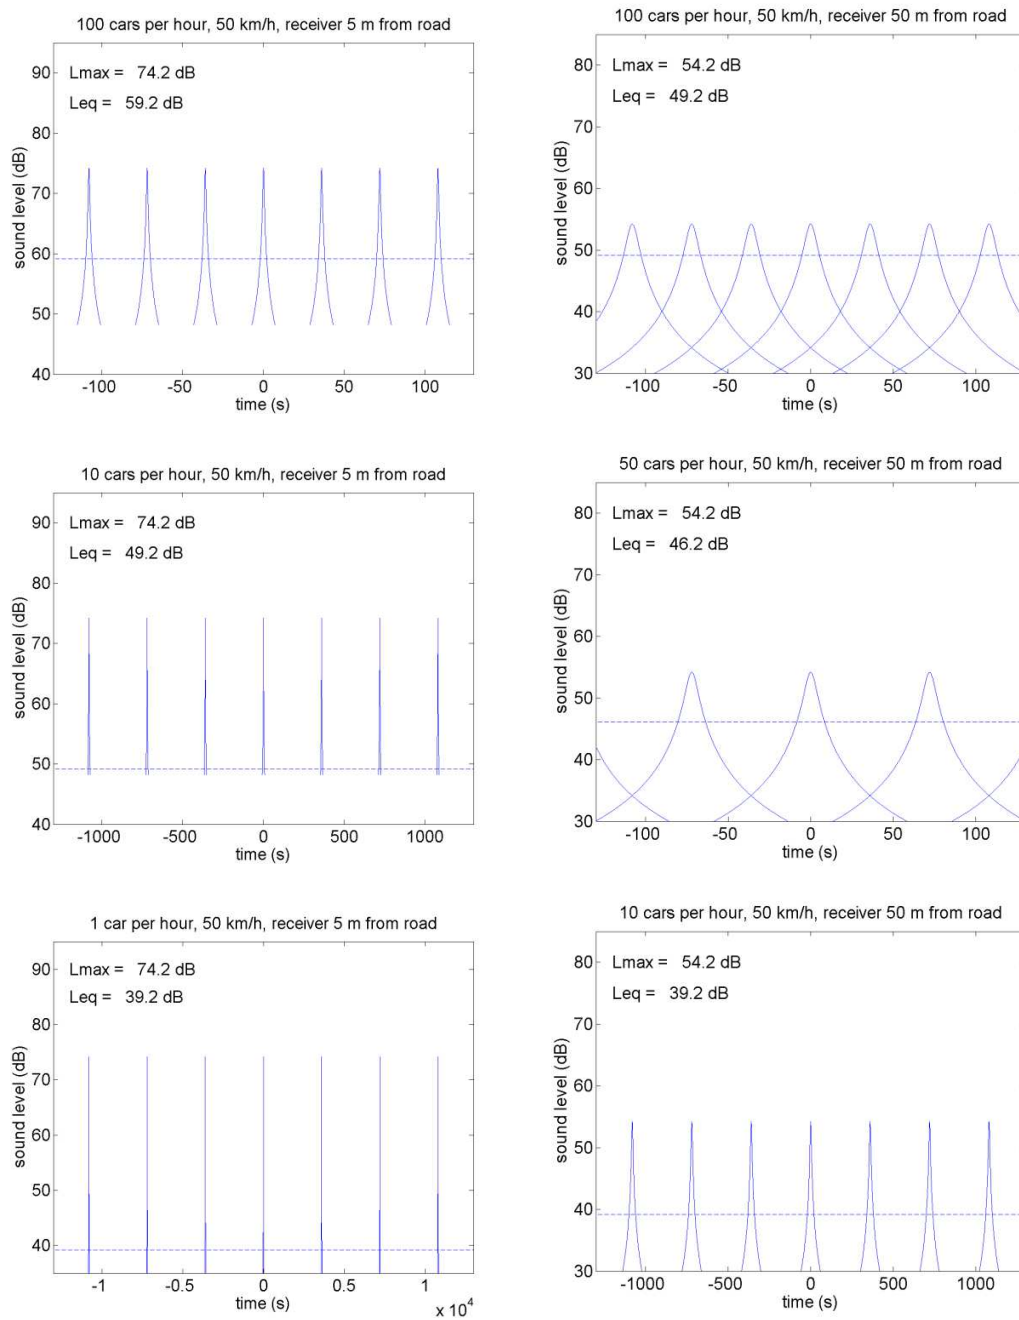 100 cars per hour, 50 km/h, receiver 5 m from road
Lmax = 74.2 dB
Leq = 59.2 dB
90
80
70
60
50
40
sound level (dB)
-100 -50 0 50 100
time (s)
100 cars per hour, 50 km/h, receiver 50 m from road
Lmax = 54.2 dB
Leq = 49.2 dB
80
70
60
50
40
30
sound level (dB)
-100 -50 0 50 100
time (s)
10 cars per hour, 50 km/h, receiver 5 m from road
Lmax = 74.2 dB
Leq = 49.2 dB
90
80
70
60
50
40
sound level (dB)
-1000 -500 0 500 1000
time (s)
50 cars per hour, 50 km/h, receiver 50 m from road
Lmax = 54.2 dB
Leq = 46.2 dB
80
70
60
50
40
30
sound level (dB)
-100 -50 0 50 100
time (s)
1 car per hour, 50 km/h, receiver 5 m from road
Lmax = 74.2 dB
Leq = 39.2 dB
90
80
70
60
50
40
sound level (dB)
-1 -0.5 0 0.5 1
time (s)
x 10^4
10 cars per hour, 50 km/h, receiver 50 m from road
Lmax = 54.2 dB
Leq = 39.2 dB
80
70
60
50
40
30
sound level (dB)
-1000 -500 0 500 1000
time (s)